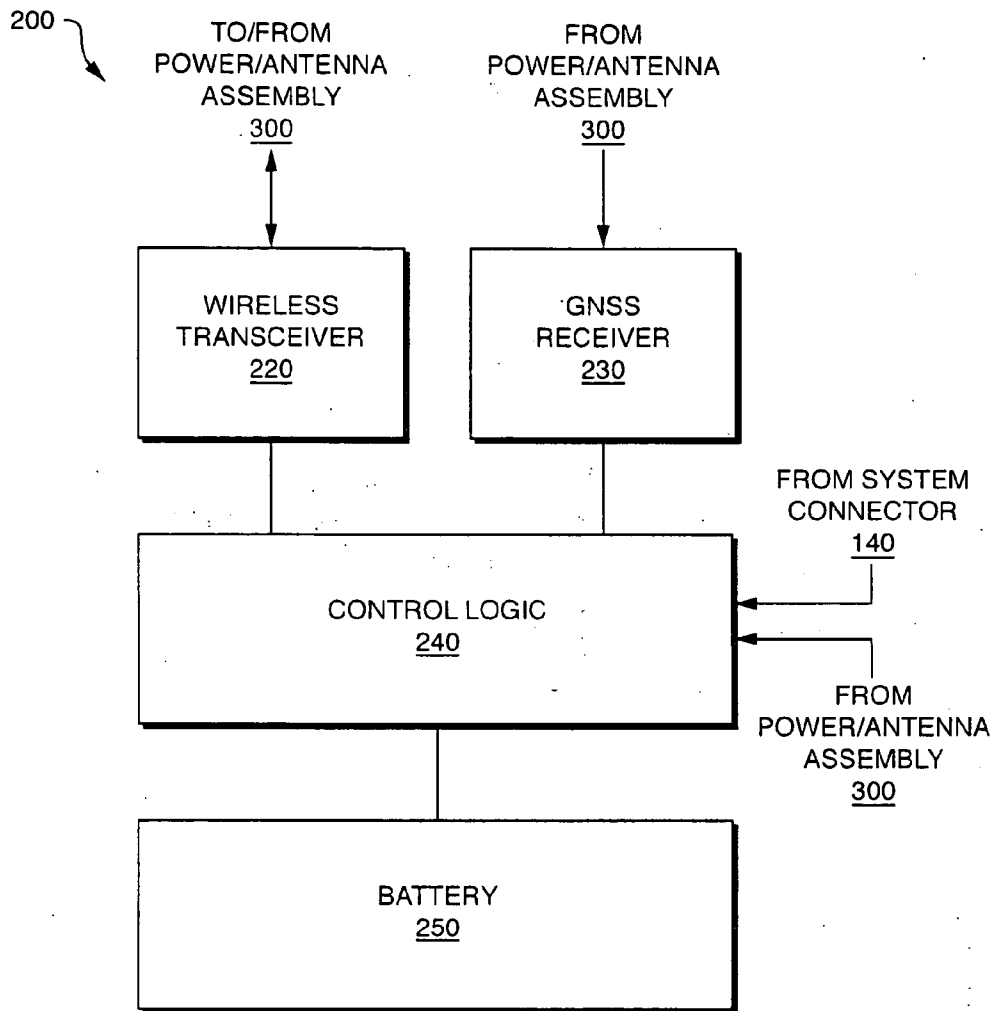 200
TO/FROM
POWER/ANTENNA
ASSEMBLY
300
FROM
POWER/ANTENNA
ASSEMBLY
300
WIRELESS
TRANSCEIVER
220
GNSS
RECEIVER
230
FROM SYSTEM
CONNECTOR
140
CONTROL LOGIC
240
FROM
POWER/ANTENNA
ASSEMBLY
300
BATTERY
250